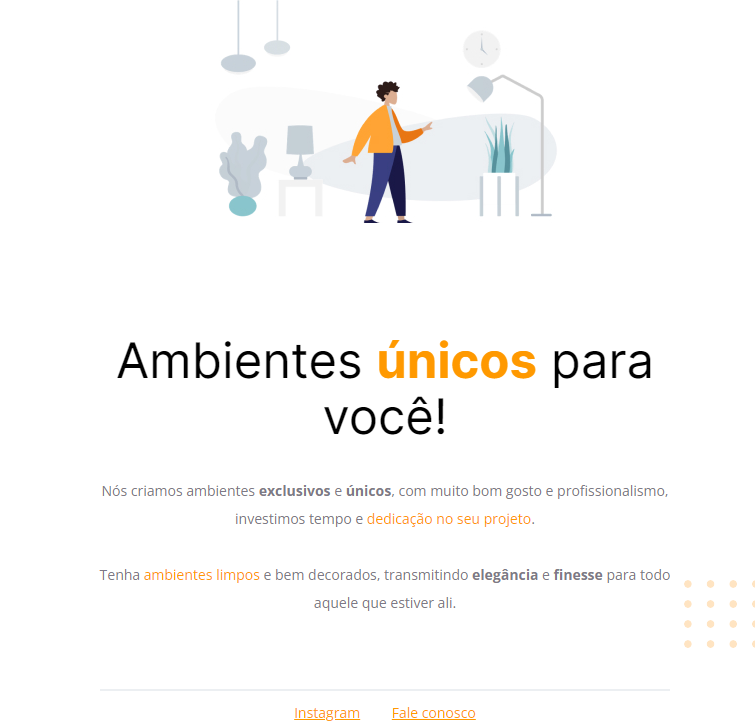 Ambientes únicos para
você!
Nós criamos ambientes exclusivos e únicos, com muito bom gosto e profissionalismo,
investimos tempo e dedicação no seu projeto.
Tenha ambientes limpos e bem decorados, transmitindo elegância e finesse para todo
aquele que estiver ali.
Instagram Fale conosco